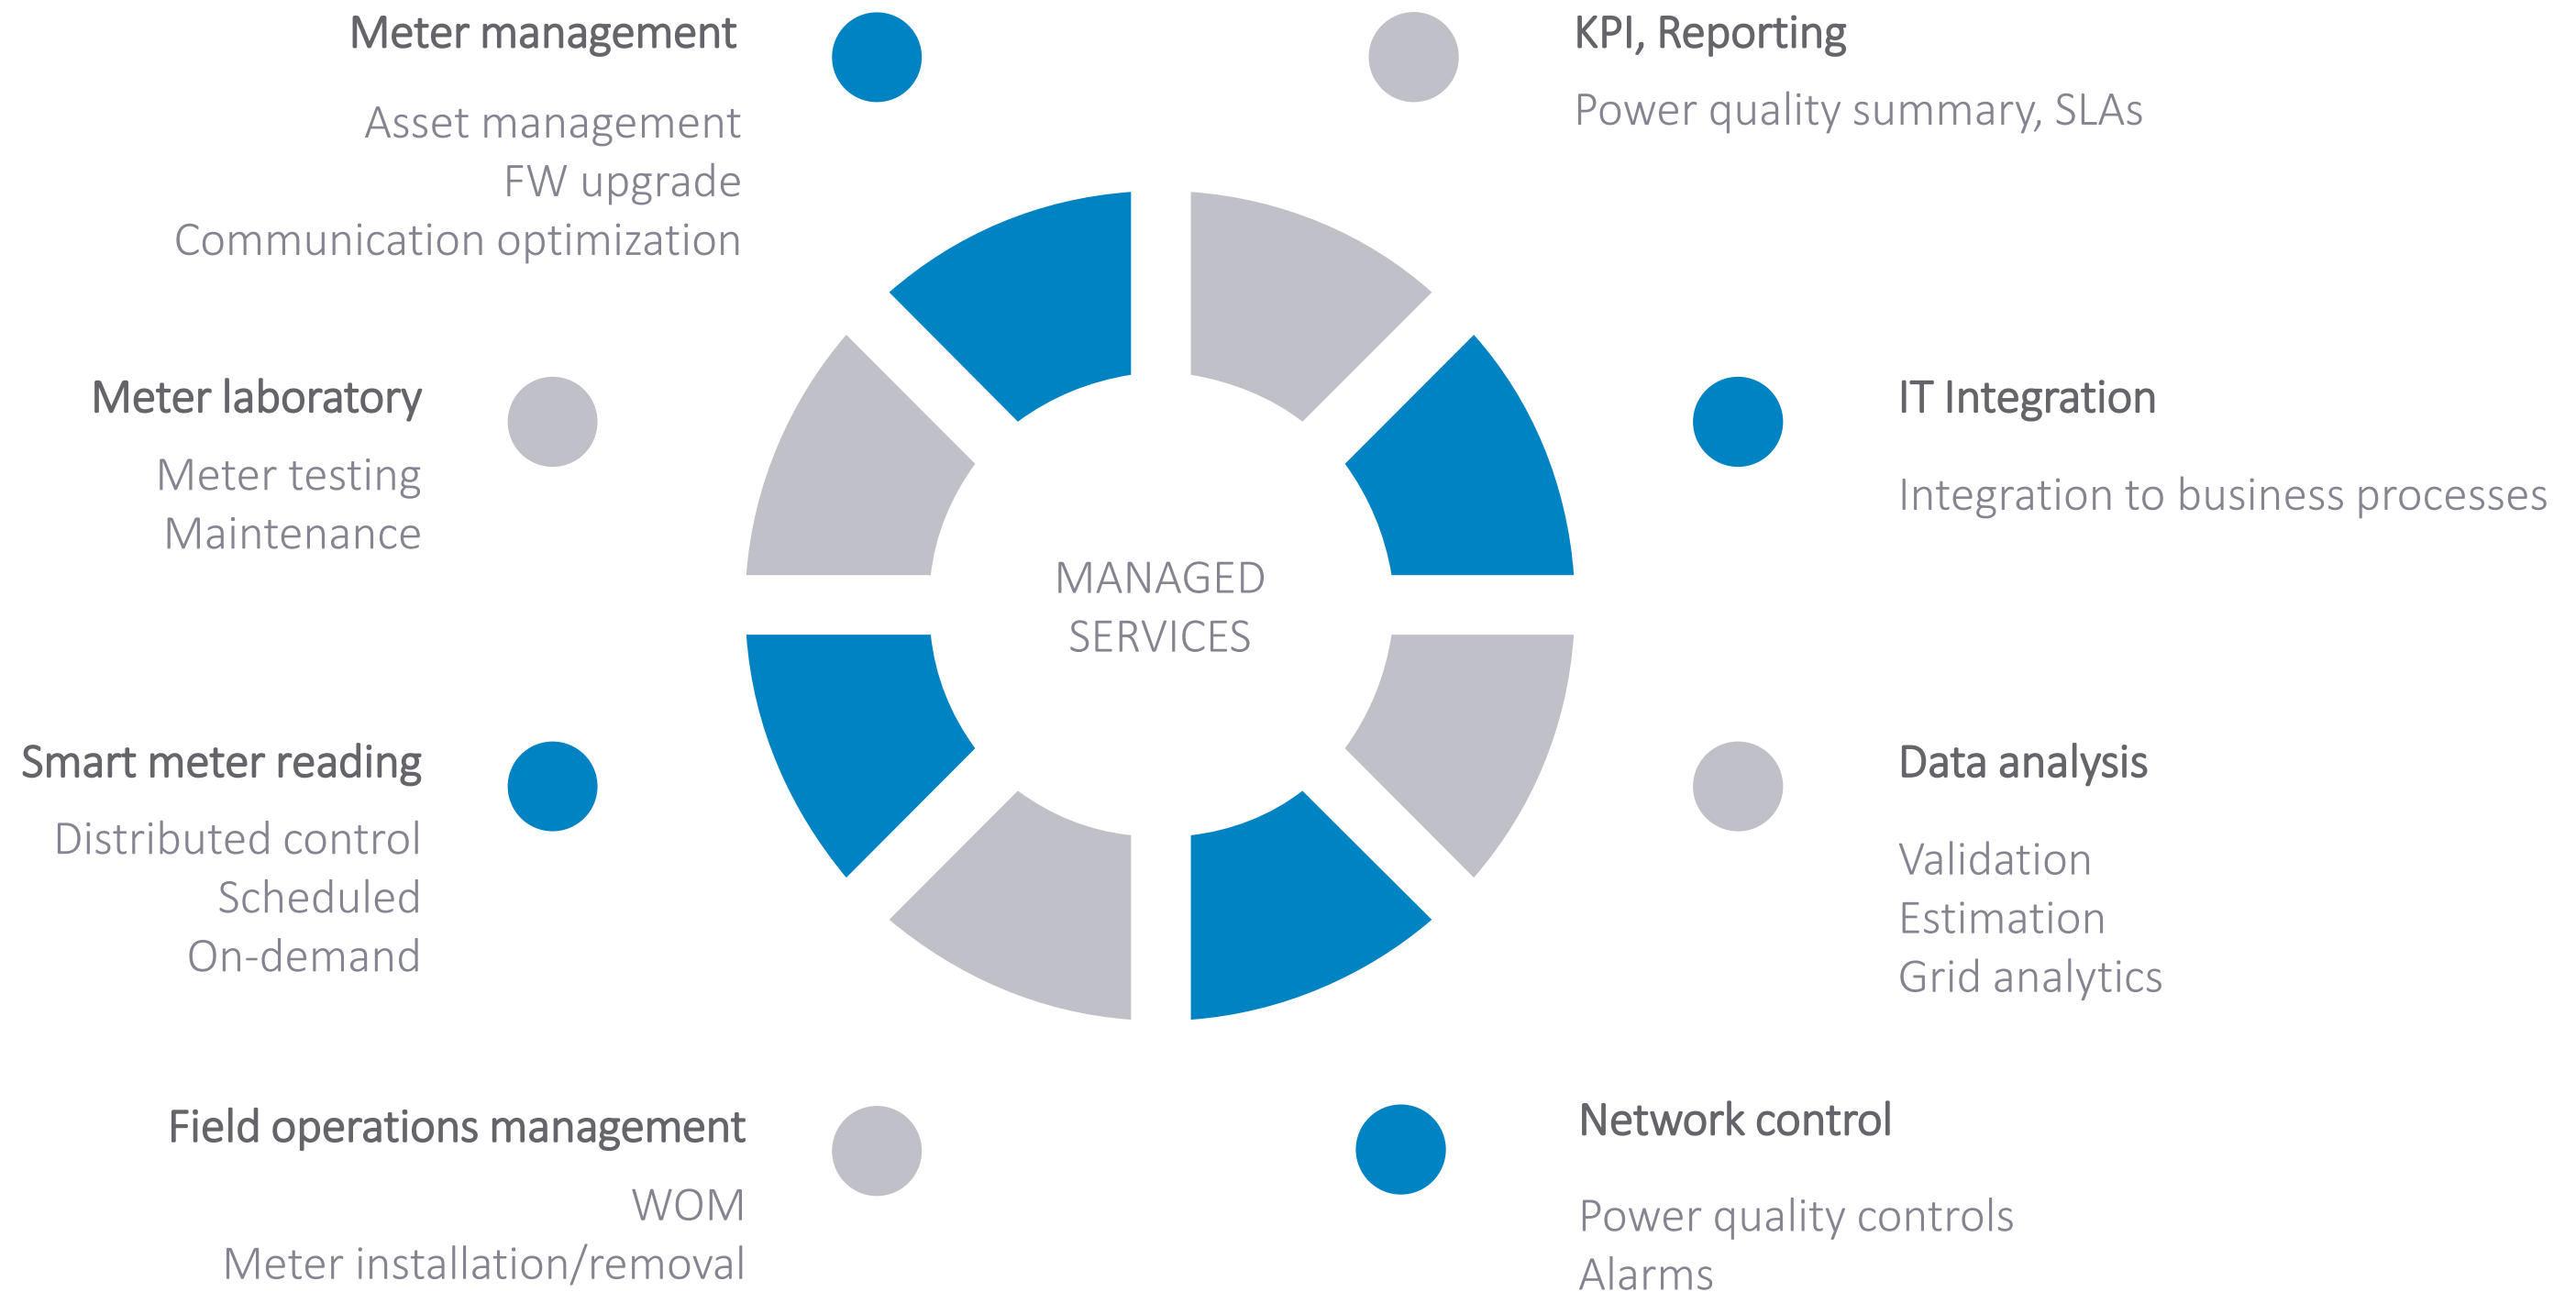 Meter management
Asset management
FW upgrade
Communication optimization
KPI, Reporting
Power quality summary, SLAs
Meter laboratory
Meter testing
Maintenance
IT Integration
Integration to business processes
MANAGED
SERVICES
Smart meter reading
Distributed control
Scheduled
On-demand
Data analysis
Validation
Estimation
Grid analytics
Field operations management
WOM
Meter installation/removal
Network control
Power quality controls
Alarms